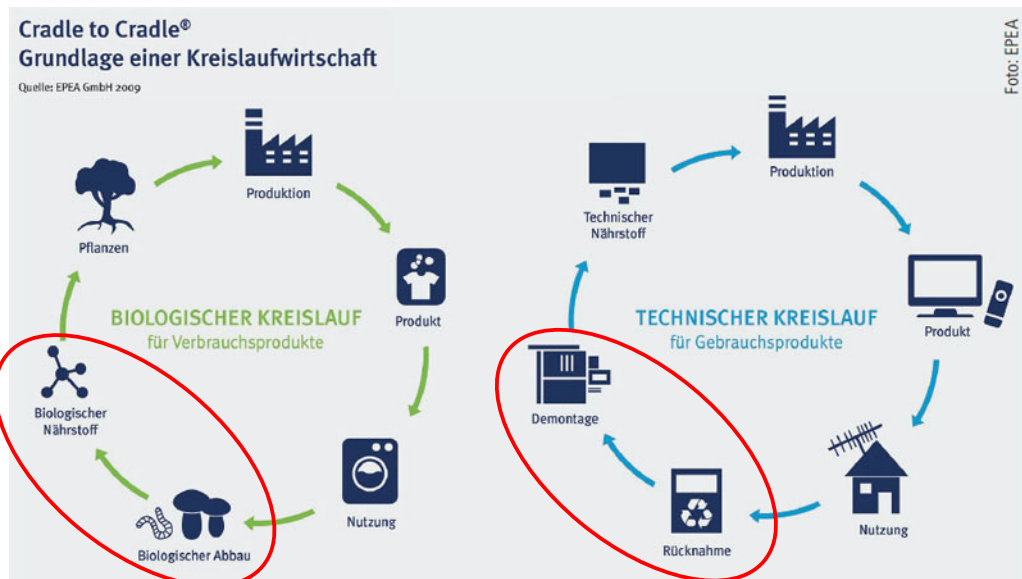 Cradle to Cradle®
Grundlage einer Kreislaufwirtschaft
Quelle: EPEA GmbH 2009
Foto: EPEA
Produktion
Pflanzen
Produkt
BIOLOGISCHER KREISLAUF
für Verbrauchsprodukte
Biologischer
Nährstoff
Nutzung
Biologischer Abbau
Produktion
Technischer
Nährstoff
Produkt
TECHNISCHER KREISLAUF
für Gebrauchsprodukte
Demontage
Nutzung
Rücknahme